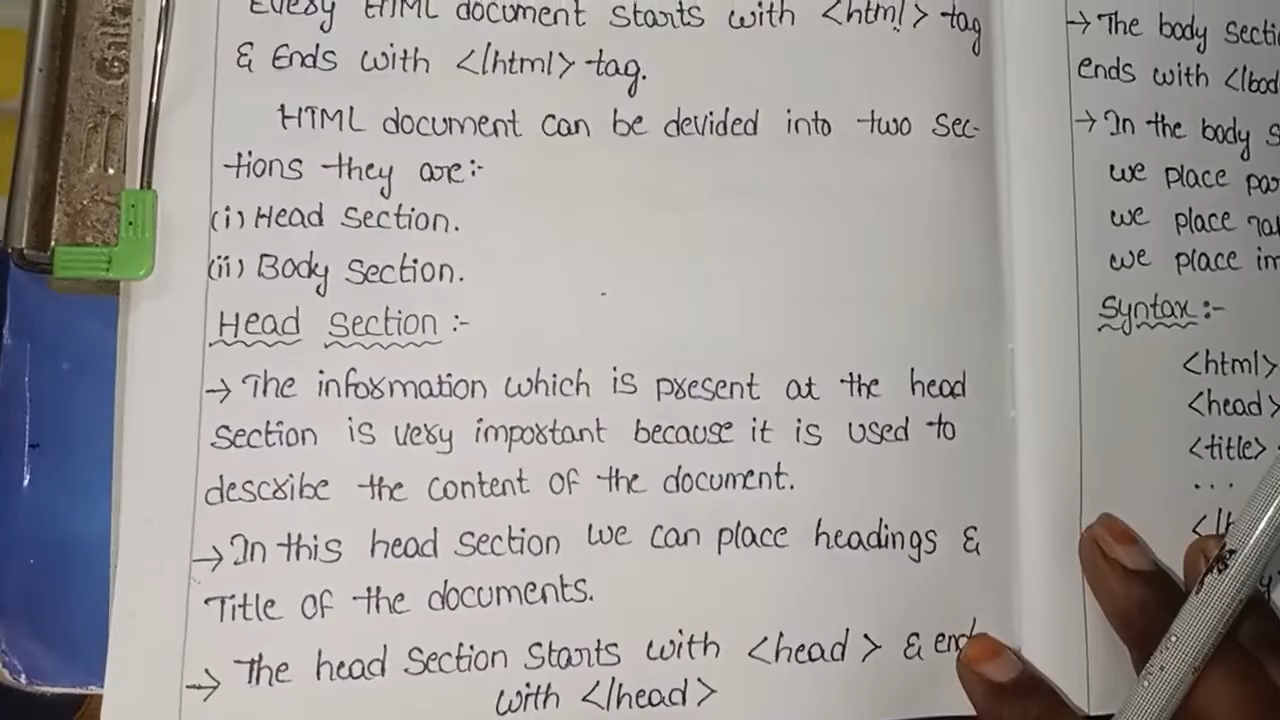 Every HTML document starts with <html> tag
& Ends with </html> tag.
HTML document can be devided into two sec-
tions they are:-
(i) Head Section.
(ii) Body Section.
Head Section :-
→ The information which is present at the head
Section is very important because it is used to
describe the content of the document.
→ In this head section we can place headings &
Title of the documents.
→ The head Section Starts with <head> & end
with </head>
→ The body secti
ends with </bod
→ In the body s
we place par
we place
we place im
Syntax :-
<html>
<head>
<title>
...
</t